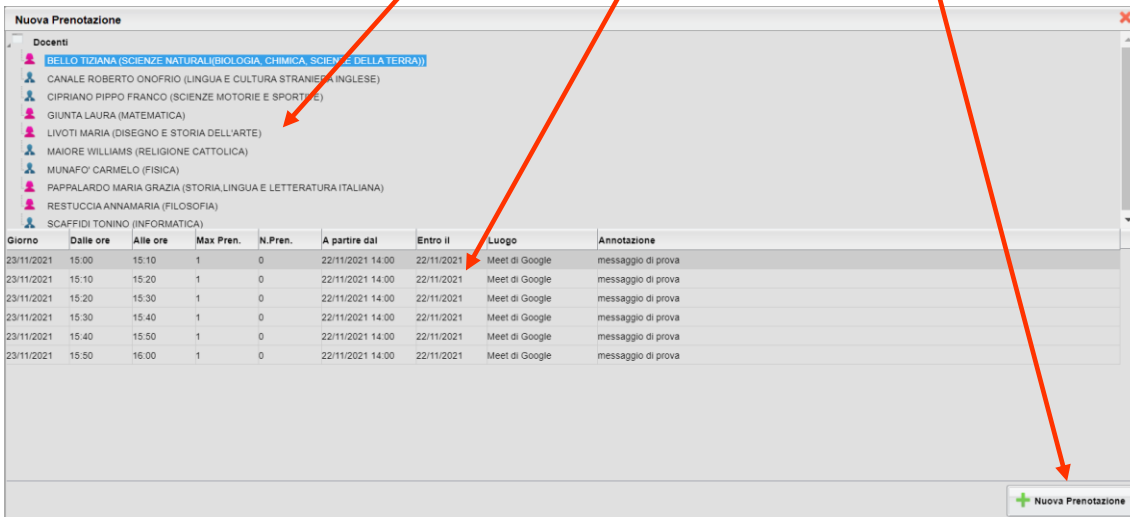 Nuova Prenotazione
Docenti
BELLO TIZIANA (SCIENZE NATURALI(BIOLOGIA, CHIMICA, SCIENZE DELLA TERRA))
CANALE ROBERTO ONOFRIO (LINGUA E CULTURA STRANIERA INGLESE)
CIPRIANO PIPPO FRANCO (SCIENZE MOTORIE E SPORTIVE)
GIUNTA LAURA (MATEMATICA)
LIVOTI MARIA (DISEGNO E STORIA DELL'ARTE)
MAIORE WILLIAMS (RELIGIONE CATTOLICA)
MUNAFO' CARMELO (FISICA)
PAPPALARDO MARIA GRAZIA (STORIA,LINGUA E LETTERATURA ITALIANA)
RESTUCCIA ANNAMARIA (FILOSOFIA)
SCAFFIDI TONINO (INFORMATICA)
Giorno Dalle ore Alle ore Max Pren. N.Pren. A partire dal Entro il Luogo Annotazione
23/11/2021 15:00 15:10 1 0 22/11/2021 14:00 22/11/2021 Meet di Google messaggio di prova
23/11/2021 15:10 15:20 1 0 22/11/2021 14:00 22/11/2021 Meet di Google messaggio di prova
23/11/2021 15:20 15:30 1 0 22/11/2021 14:00 22/11/2021 Meet di Google messaggio di prova
23/11/2021 15:30 15:40 1 0 22/11/2021 14:00 22/11/2021 Meet di Google messaggio di prova
23/11/2021 15:40 15:50 1 0 22/11/2021 14:00 22/11/2021 Meet di Google messaggio di prova
23/11/2021 15:50 16:00 1 0 22/11/2021 14:00 22/11/2021 Meet di Google messaggio di prova
Nuova Prenotazione